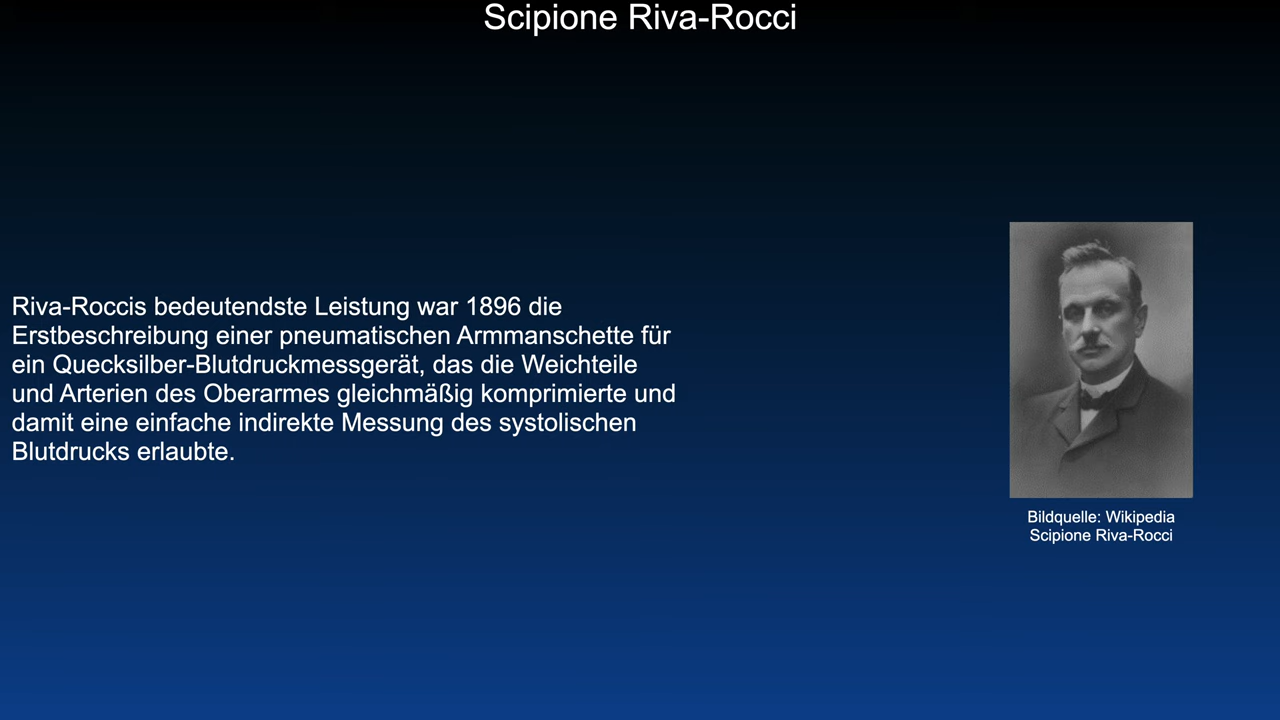 Scipione Riva-Rocci
Riva-Roccis bedeutendste Leistung war 1896 die
Erstbeschreibung einer pneumatischen Armmanschette für
ein Quecksilber-Blutdruckmessgerät, das die Weichteile
und Arterien des Oberarmes gleichmäßig komprimierte und
damit eine einfache indirekte Messung des systolischen
Blutdrucks erlaubte.
Bildquelle: Wikipedia
Scipione Riva-Rocci